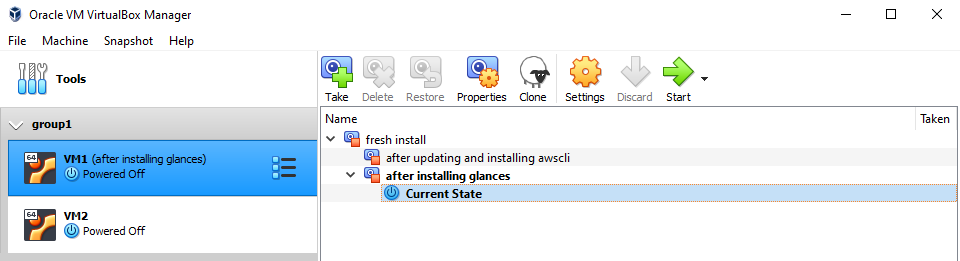 Oracle VM VirtualBox Manager
File Machine Snapshot Help
Tools
Take Delete Restore Properties Clone Settings Discard Start
group1
Name Taken
fresh install
64 VM1 (after installing glances)
Powered Off
after updating and installing awscli
after installing glances
Current State
64 VM2
Powered Off